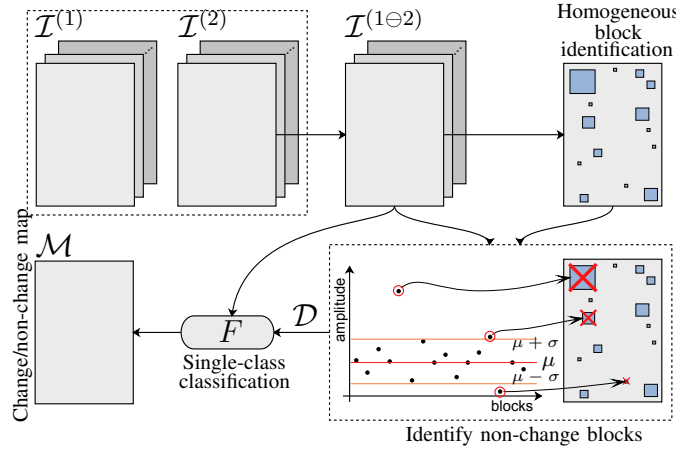 𝓘^(1)
𝓘^(2)
𝓘^(1⊖2)
Homogeneous
block
identification
Change/non-change map
𝓜
F
𝓓
Single-class
classification
amplitude
μ + σ
μ
μ − σ
blocks
Identify non-change blocks